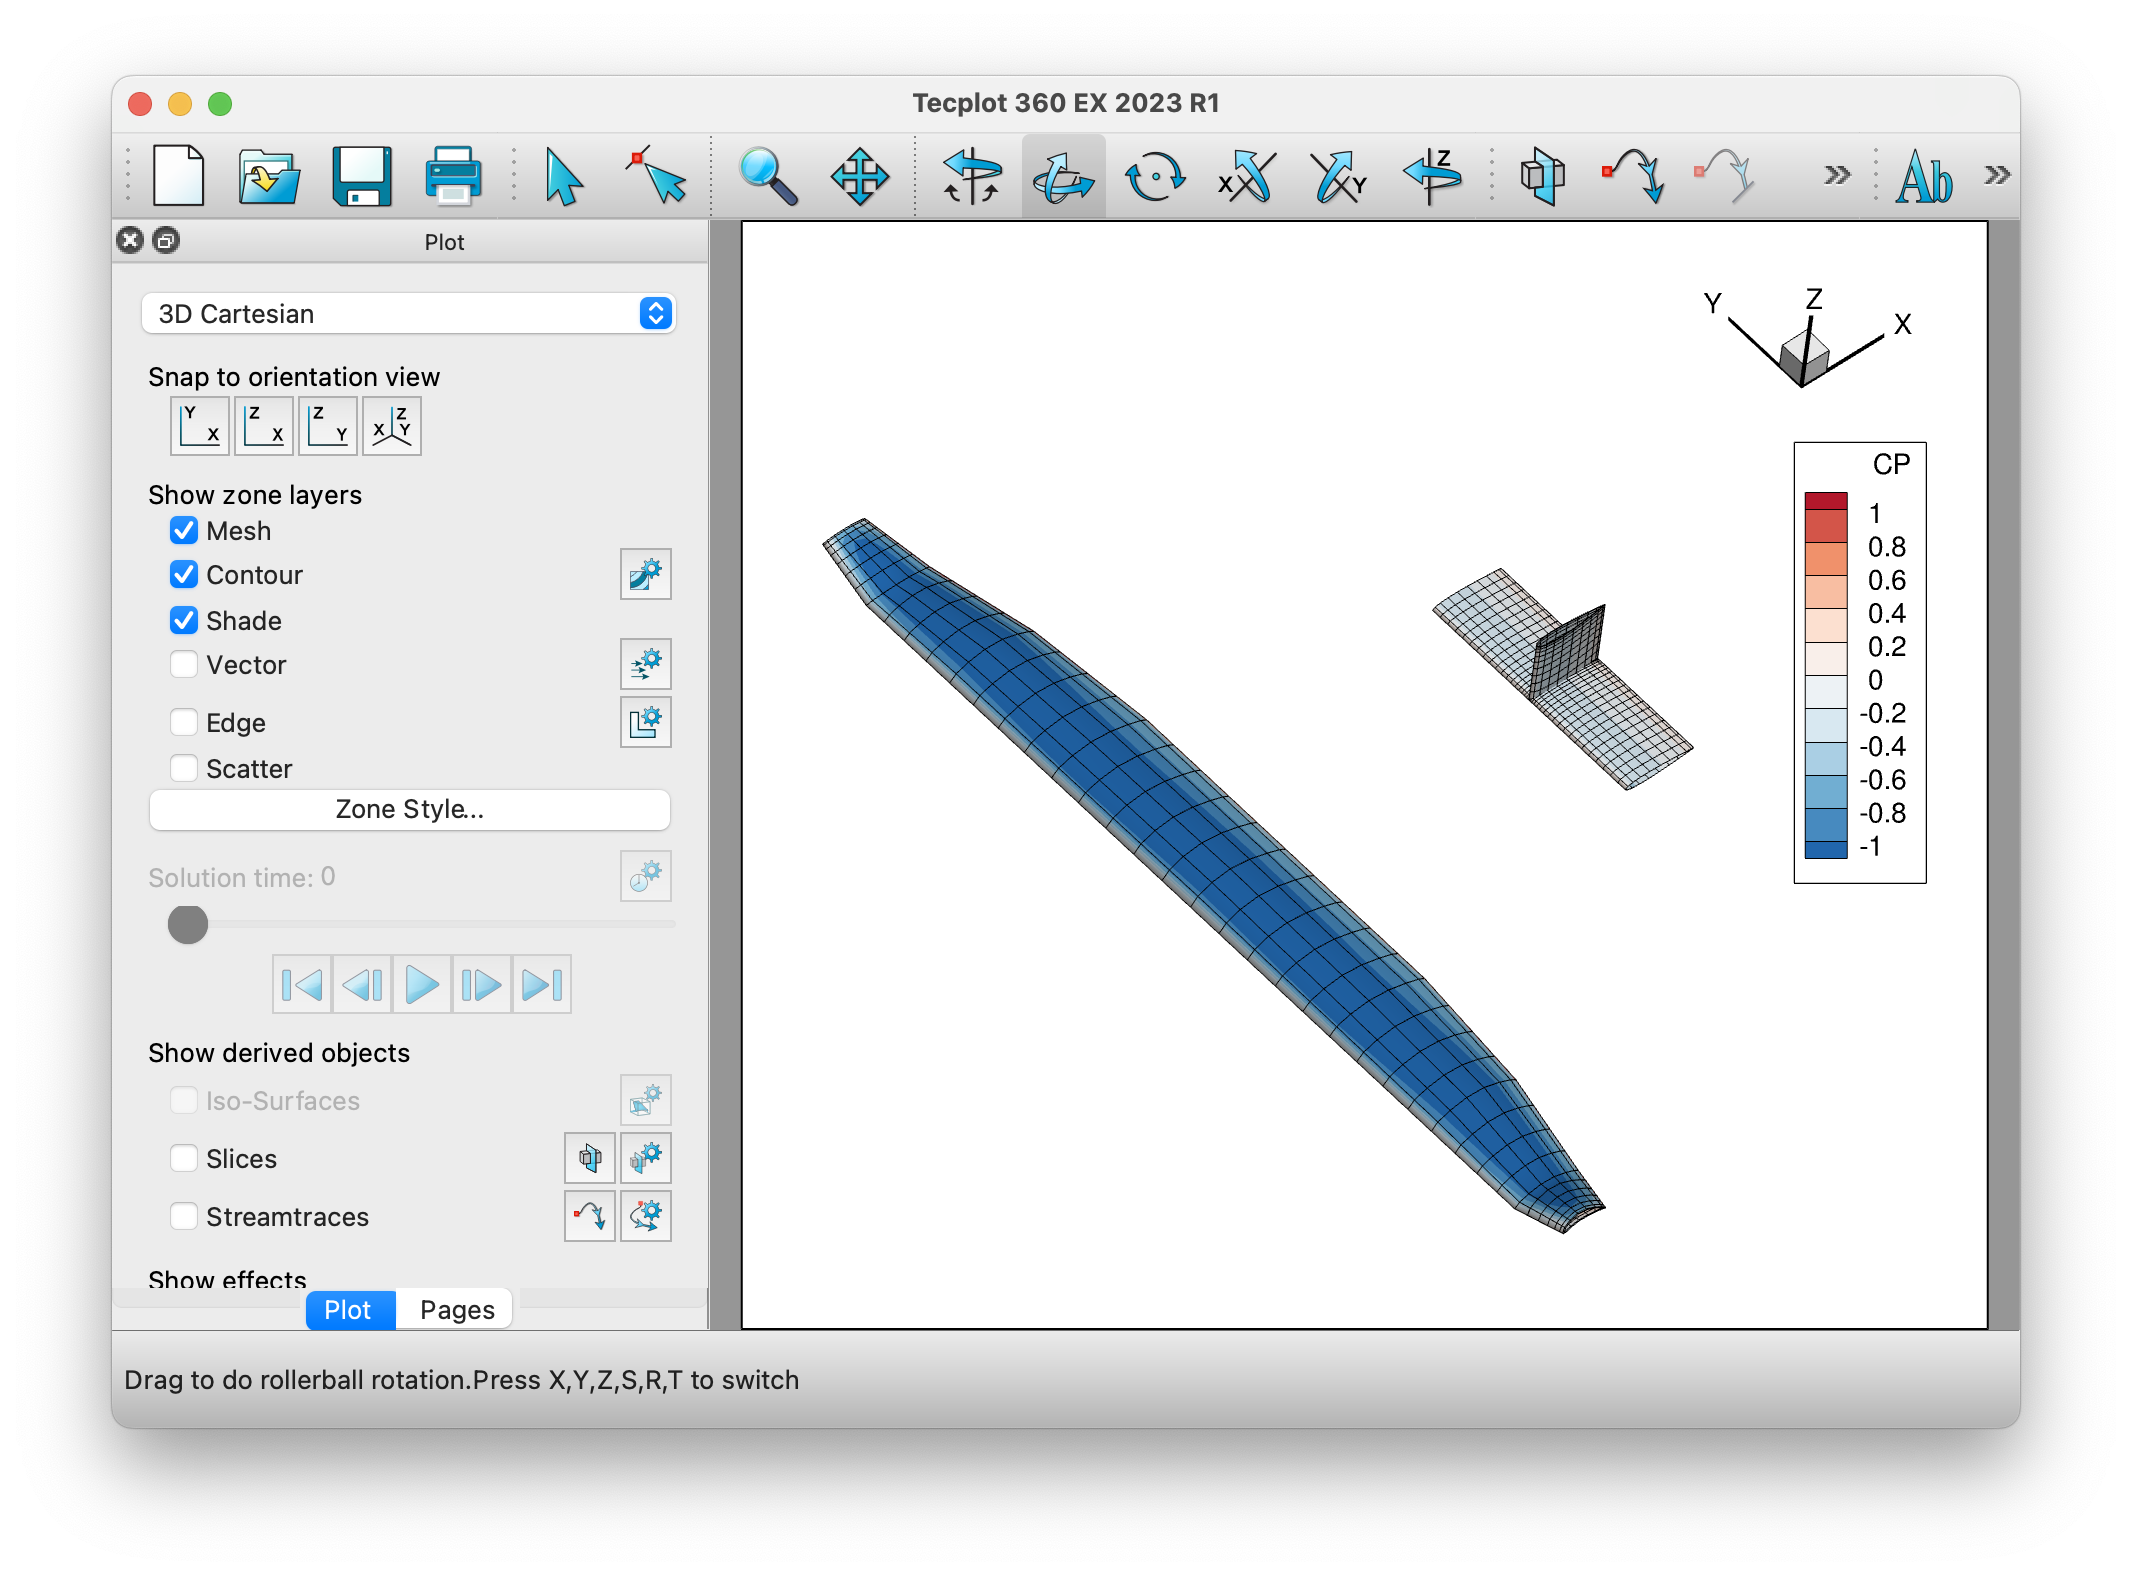 Tecplot 360 EX 2023 R1
X
Y
Z
Ab
Plot
3D Cartesian
Snap to orientation view
Y
X
Z
X
Z
Y
X
Z
Y
Show zone layers
Mesh
Contour
Shade
Vector
Edge
Scatter
Zone Style...
Solution time: 0
Show derived objects
Iso-Surfaces
Slices
Streamtraces
Show effects
Plot
Pages
Y
Z
X
CP
1
0.8
0.6
0.4
0.2
0
-0.2
-0.4
-0.6
-0.8
-1
Drag to do rollerball rotation.Press X,Y,Z,S,R,T to switch